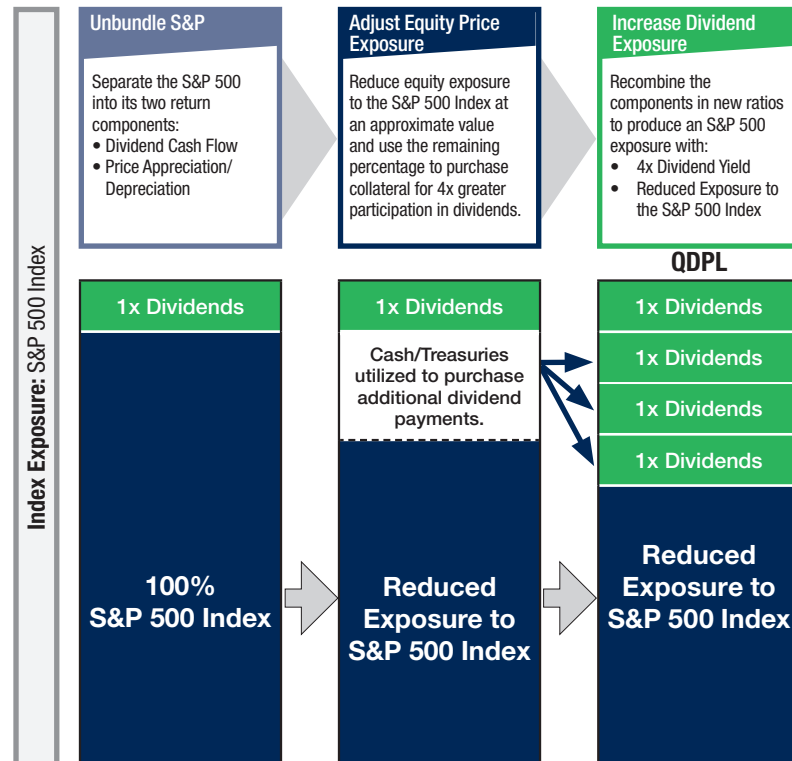 Index Exposure: S&P 500 Index
Unbundle S&P
Separate the S&P 500
into its two return
components:
• Dividend Cash Flow
• Price Appreciation/
Depreciation
Adjust Equity Price
Exposure
Reduce equity exposure
to the S&P 500 Index at
an approximate value
and use the remaining
percentage to purchase
collateral for 4x greater
participation in dividends.
Increase Dividend
Exposure
Recombine the
components in new ratios
to produce an S&P 500
exposure with:
• 4x Dividend Yield
• Reduced Exposure to
the S&P 500 Index
1x Dividends
100%
S&P 500 Index
1x Dividends
Cash/Treasuries
utilized to purchase
additional dividend
payments.
Reduced
Exposure to
S&P 500 Index
QDPL
1x Dividends
1x Dividends
1x Dividends
1x Dividends
Reduced
Exposure to
S&P 500 Index